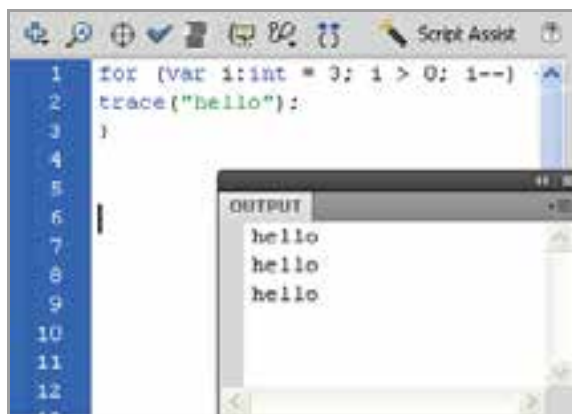 Script Assist
1 for (var i:int = 3; i > 0; i--)
2 trace("hello");
3 }
4
5
6
7
8
9
10
11
12
OUTPUT
hello
hello
hello